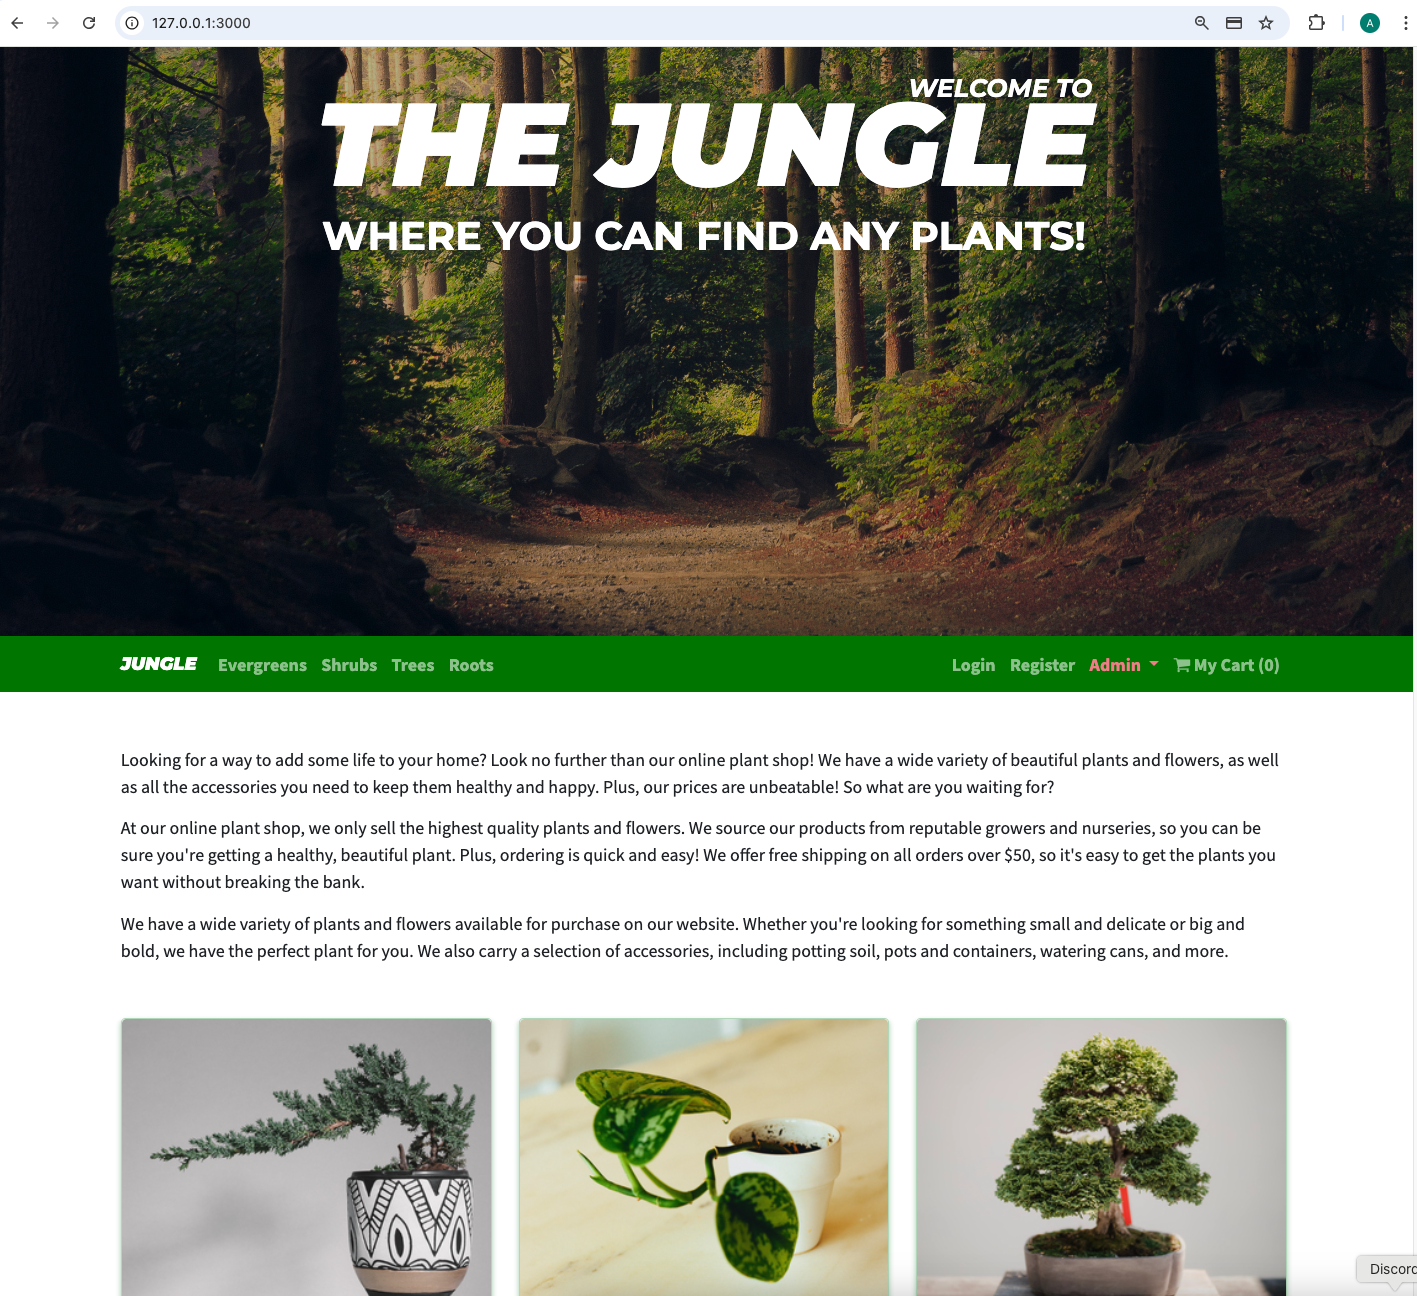 127.0.0.1:3000
A
WELCOME TO
THE JUNGLE
WHERE YOU CAN FIND ANY PLANTS!
JUNGLE Evergreens Shrubs Trees Roots Login Register Admin My Cart (0)
Looking for a way to add some life to your home? Look no further than our online plant shop! We have a wide variety of beautiful plants and flowers, as well
as all the accessories you need to keep them healthy and happy. Plus, our prices are unbeatable! So what are you waiting for?
At our online plant shop, we only sell the highest quality plants and flowers. We source our products from reputable growers and nurseries, so you can be
sure you're getting a healthy, beautiful plant. Plus, ordering is quick and easy! We offer free shipping on all orders over $50, so it's easy to get the plants you
want without breaking the bank.
We have a wide variety of plants and flowers available for purchase on our website. Whether you're looking for something small and delicate or big and
bold, we have the perfect plant for you. We also carry a selection of accessories, including potting soil, pots and containers, watering cans, and more.
Discord